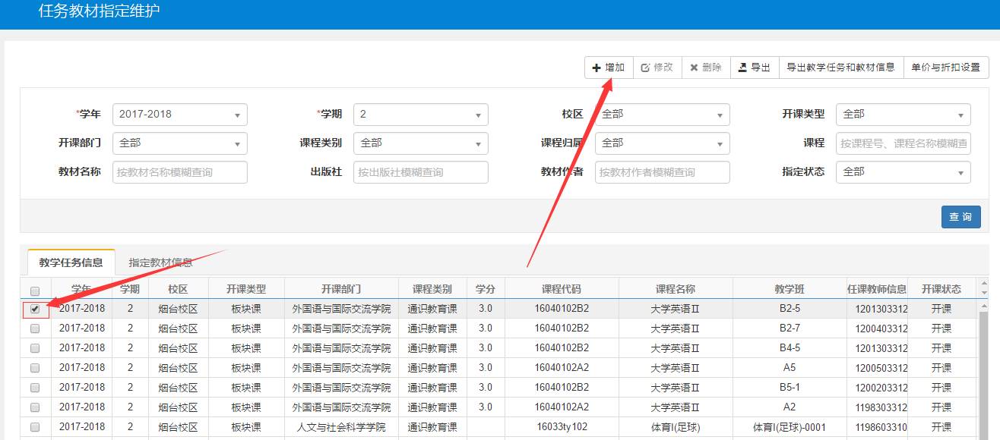 任务教材指定维护
增加 修改 删除 导出 导出教学任务和教材信息 单价与折扣设置
*学年 2017-2018 *学期 2 校区 全部 开课类型 全部
开课部门 全部 课程类别 全部 课程归属 全部 课程 按课程号、课程名称模糊查
教材名称 按教材名称模糊查询 出版社 按出版社模糊查询 教材作者 按教材作者模糊查询 指定状态 全部
查 询
教学任务信息 指定教材信息
学年 学期 校区 开课类型 开课部门 课程类别 学分 课程代码 课程名称 教学班 任课教师信息 开课状态
2017-2018 2 烟台校区 板块课 外国语与国际交流学院 通识教育课 3.0 16040102B2 大学英语Ⅱ B2-5 1201303312 开课
2017-2018 2 烟台校区 板块课 外国语与国际交流学院 通识教育课 3.0 16040102B2 大学英语Ⅱ B2-7 1200403312 开课
2017-2018 2 烟台校区 板块课 外国语与国际交流学院 通识教育课 3.0 16040102B2 大学英语Ⅱ B4-5 1201303312 开课
2017-2018 2 烟台校区 板块课 外国语与国际交流学院 通识教育课 3.0 16040102A2 大学英语Ⅱ A5 1200503312 开课
2017-2018 2 烟台校区 板块课 外国语与国际交流学院 通识教育课 3.0 16040102B2 大学英语Ⅱ B5-1 1200203312 开课
2017-2018 2 烟台校区 板块课 外国语与国际交流学院 通识教育课 3.0 16040102A2 大学英语Ⅱ A2 1198303312 开课
2017-2018 2 烟台校区 板块课 人文与社会科学学院 通识教育课 16033ty102 体育Ⅰ(足球) 体育Ⅰ(足球)-0001 1198603310 开课